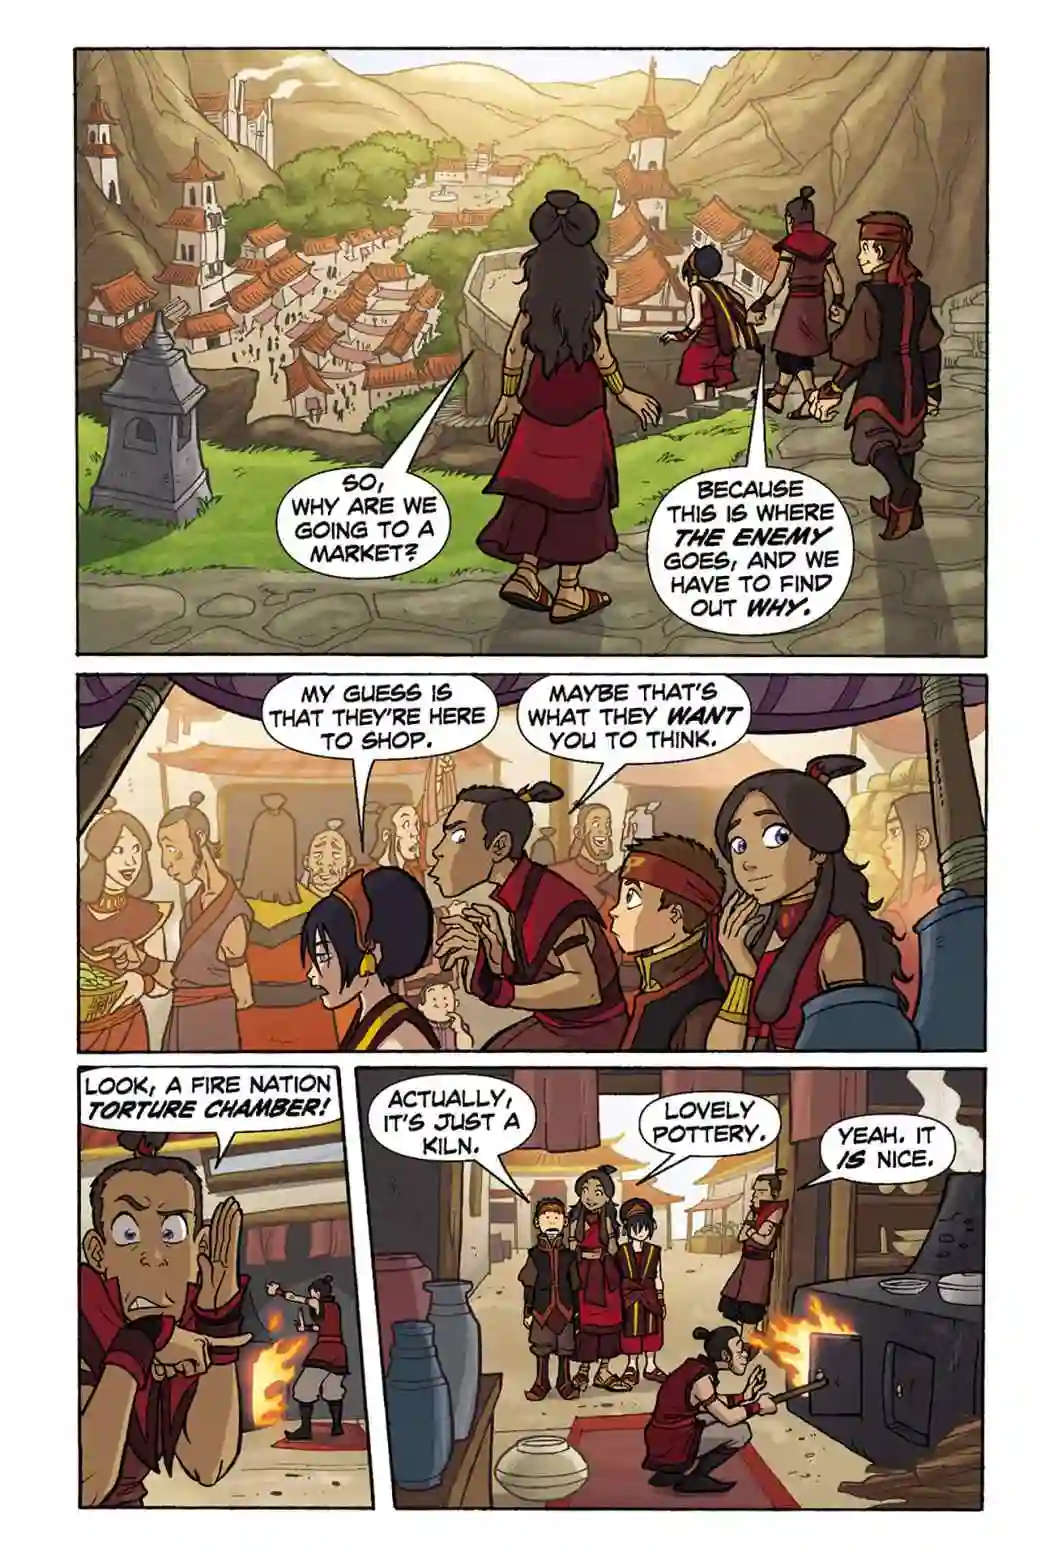 SO,
WHY ARE WE
GOING TO A
MARKET?
BECAUSE
THIS IS WHERE
THE ENEMY
GOES, AND WE
HAVE TO FIND
OUT WHY.
MY GUESS IS
THAT THEY'RE HERE
TO SHOP.
MAYBE THAT'S
WHAT THEY WANT
YOU TO THINK.
LOOK, A FIRE NATION
TORTURE CHAMBER!
ACTUALLY,
IT'S JUST A
KILN.
LOVELY
POTTERY.
YEAH. IT
IS NICE.